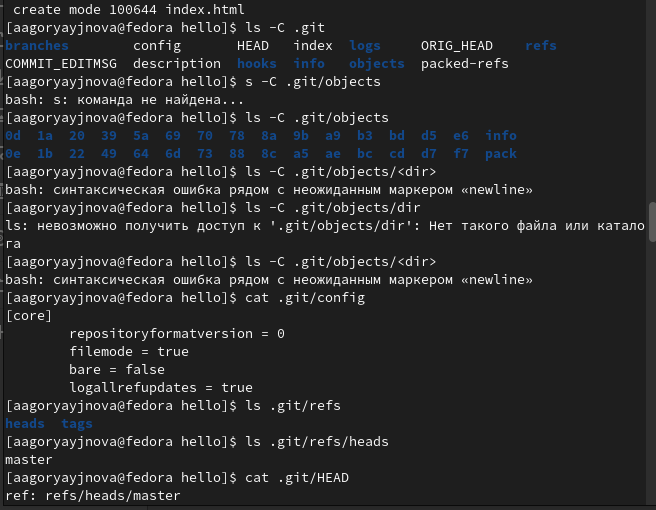 create mode 100644 index.html
[aagoryayjnova@fedora hello]$ ls -C .git
branches        config       HEAD   index  logs     ORIG_HEAD    refs
COMMIT_EDITMSG  description  hooks  info   objects  packed-refs
[aagoryayjnova@fedora hello]$ s -C .git/objects
bash: s: команда не найдена...
[aagoryayjnova@fedora hello]$ ls -C .git/objects
0d  1a  20  39  5a  69  70  78  8a  9b  a9  b3  bd  d5  e6  info
0e  1b  22  49  64  6d  73  88  8c  a5  ae  bc  cd  d7  f7  pack
[aagoryayjnova@fedora hello]$ ls -C .git/objects/<dir>
bash: синтаксическая ошибка рядом с неожиданным маркером «newline»
[aagoryayjnova@fedora hello]$ ls -C .git/objects/dir
ls: невозможно получить доступ к '.git/objects/dir': Нет такого файла или катало
га
[aagoryayjnova@fedora hello]$ ls -C .git/objects/<dir>
bash: синтаксическая ошибка рядом с неожиданным маркером «newline»
[aagoryayjnova@fedora hello]$ cat .git/config
[core]
        repositoryformatversion = 0
        filemode = true
        bare = false
        logallrefupdates = true
[aagoryayjnova@fedora hello]$ ls .git/refs
heads  tags
[aagoryayjnova@fedora hello]$ ls .git/refs/heads
master
[aagoryayjnova@fedora hello]$ cat .git/HEAD
ref: refs/heads/master